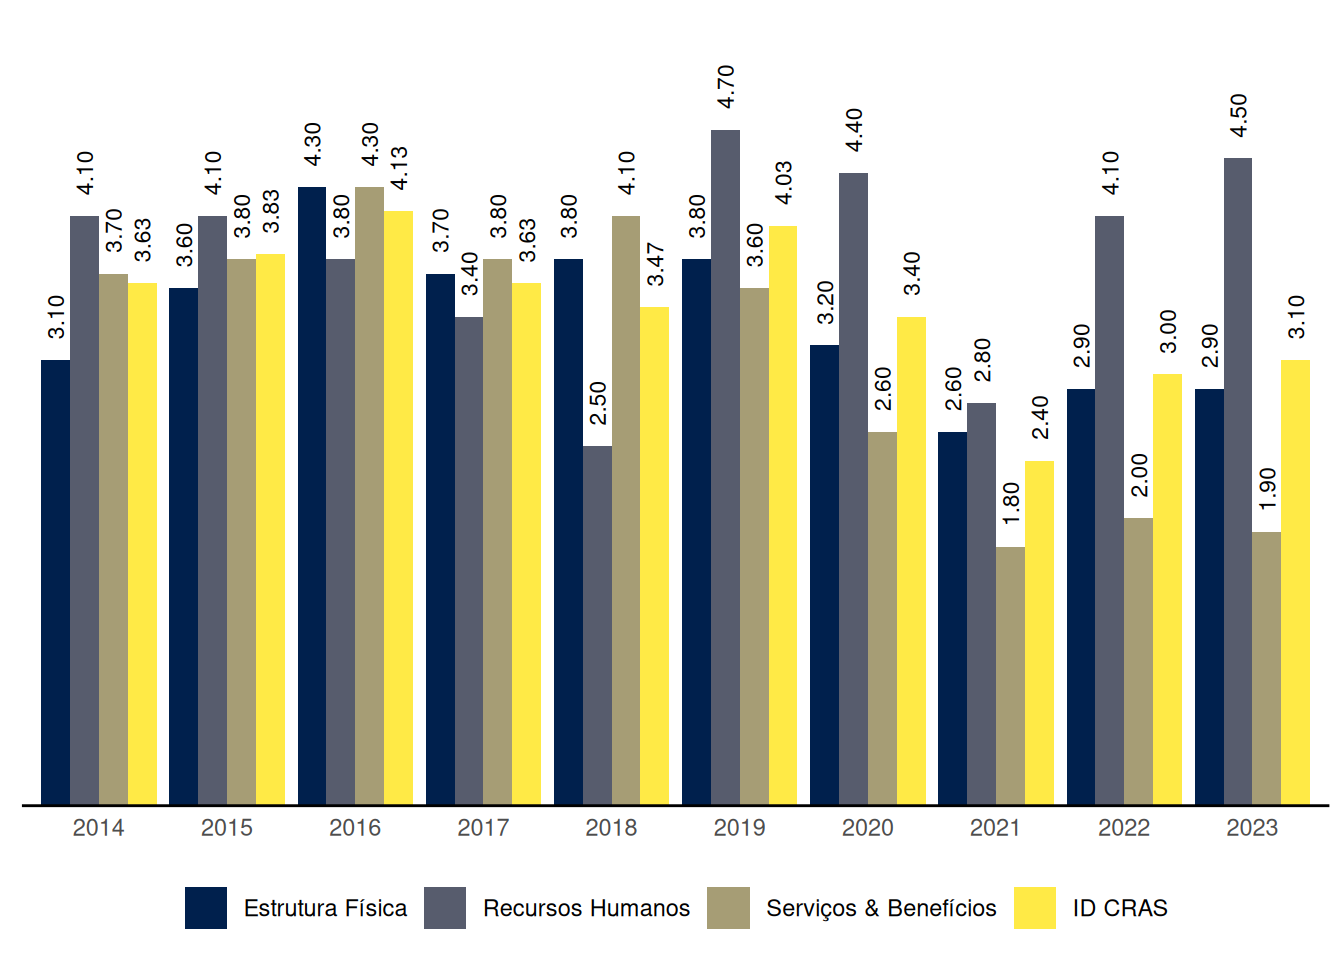 3.10 4.10 3.70 3.63
3.60 4.10 3.80 3.83
4.30 3.80 4.30 4.13
3.70 3.40 3.80 3.63
3.80 2.50 4.10 3.47
3.80 4.70 3.60 4.03
3.20 4.40 2.60 3.40
2.60 2.80 1.80 2.40
2.90 4.10 2.00 3.00
2.90 4.50 1.90 3.10
2014 2015 2016 2017 2018 2019 2020 2021 2022 2023
Estrutura Física Recursos Humanos Serviços & Benefícios ID CRAS